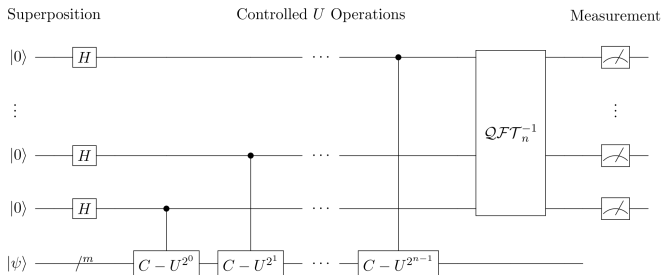 Superposition Controlled U Operations Measurement
|0⟩ H ···
⋮ QFT_n^{-1} ⋮
|0⟩ H ···
|0⟩ H ···
|ψ⟩ /^m C − U^{2^0} C − U^{2^1} ··· C − U^{2^{n−1}}